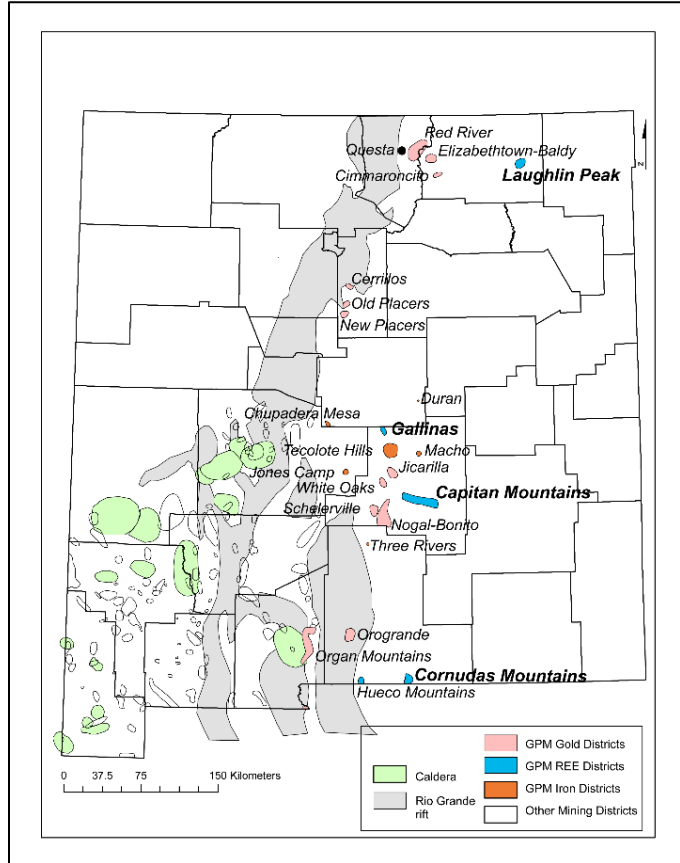 Red River
Questa
Elizabethtown-Baldy
Cimmaroncito
Laughlin Peak
Z
Cerrillos
Old Placers
New Placers
Duran
Chupadera Mesa
Gallinas
Tecolote Hills
Macho
Jones Camp
Jicarilla
White Oaks
Capitan Mountains
Schelerville
Nogal-Bonito
Three Rivers
Orogrande
Organ Mountains
Cornudas Mountains
Hueco Mountains
0 37.5 75 150 Kilometers
Caldera
Rio Grande
rift
GPM Gold Districts
GPM REE Districts
GPM Iron Districts
Other Mining Districts